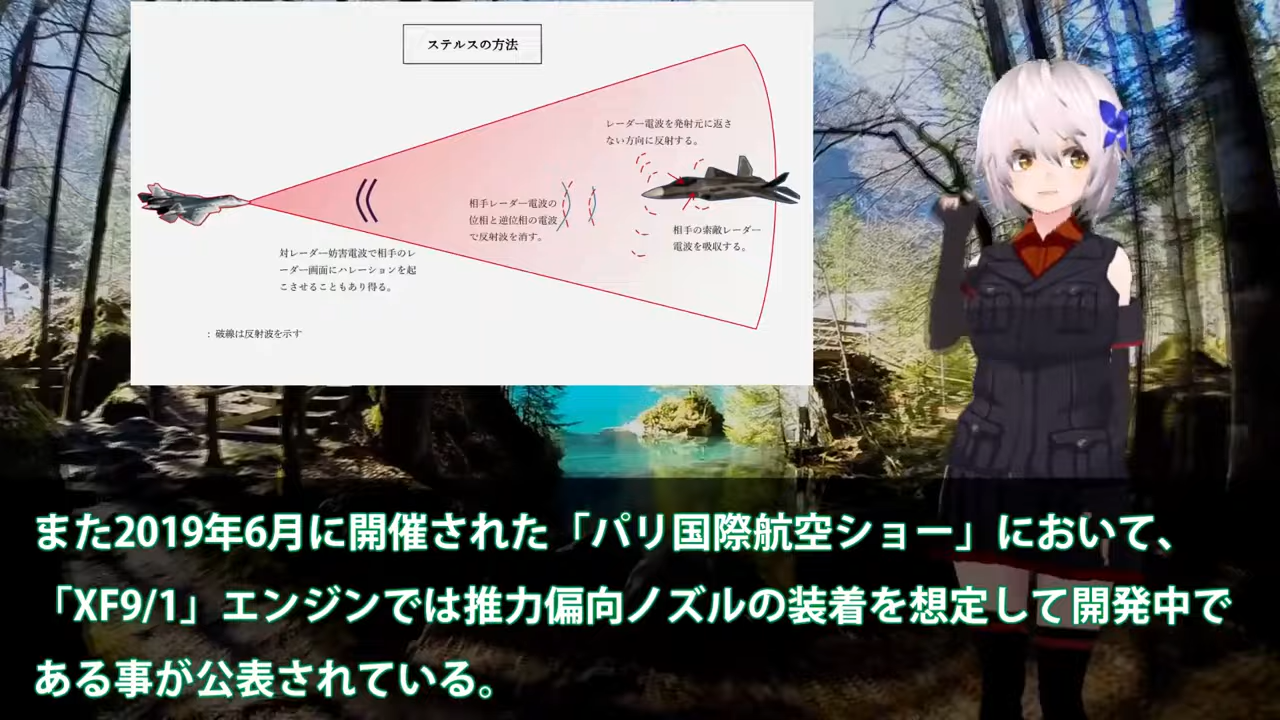 ステルスの方法
レーダー電波を発射元に返さ
ない方向に反射する。
相手レーダー電波の
位相と逆位相の電波
で反射波を消す。
相手の索敵レーダー
電波を吸収する。
対レーダー妨害電波で相手のレ
ーダー画面にハレーションを起
こさせることもあり得る。
：破線は反射波を示す
また2019年6月に開催された「パリ国際航空ショー」において、
「XF9/1」エンジンでは推力偏向ノズルの装着を想定して開発中で
ある事が公表されている。